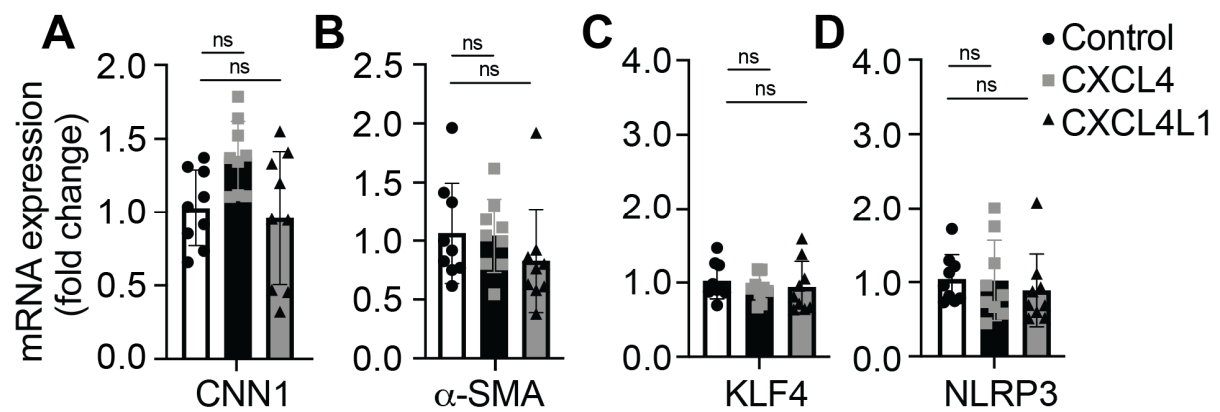 A
B
C
D
Control
CXCL4
CXCL4L1
mRNA expression
(fold change)
ns
ns
2.0
1.5
1.0
0.5
0.0
CNN1
ns
ns
2.5
2.0
1.5
1.0
0.5
0.0
α-SMA
ns
ns
4.0
3.0
2.0
1.0
0.0
KLF4
ns
ns
4.0
3.0
2.0
1.0
0.0
NLRP3